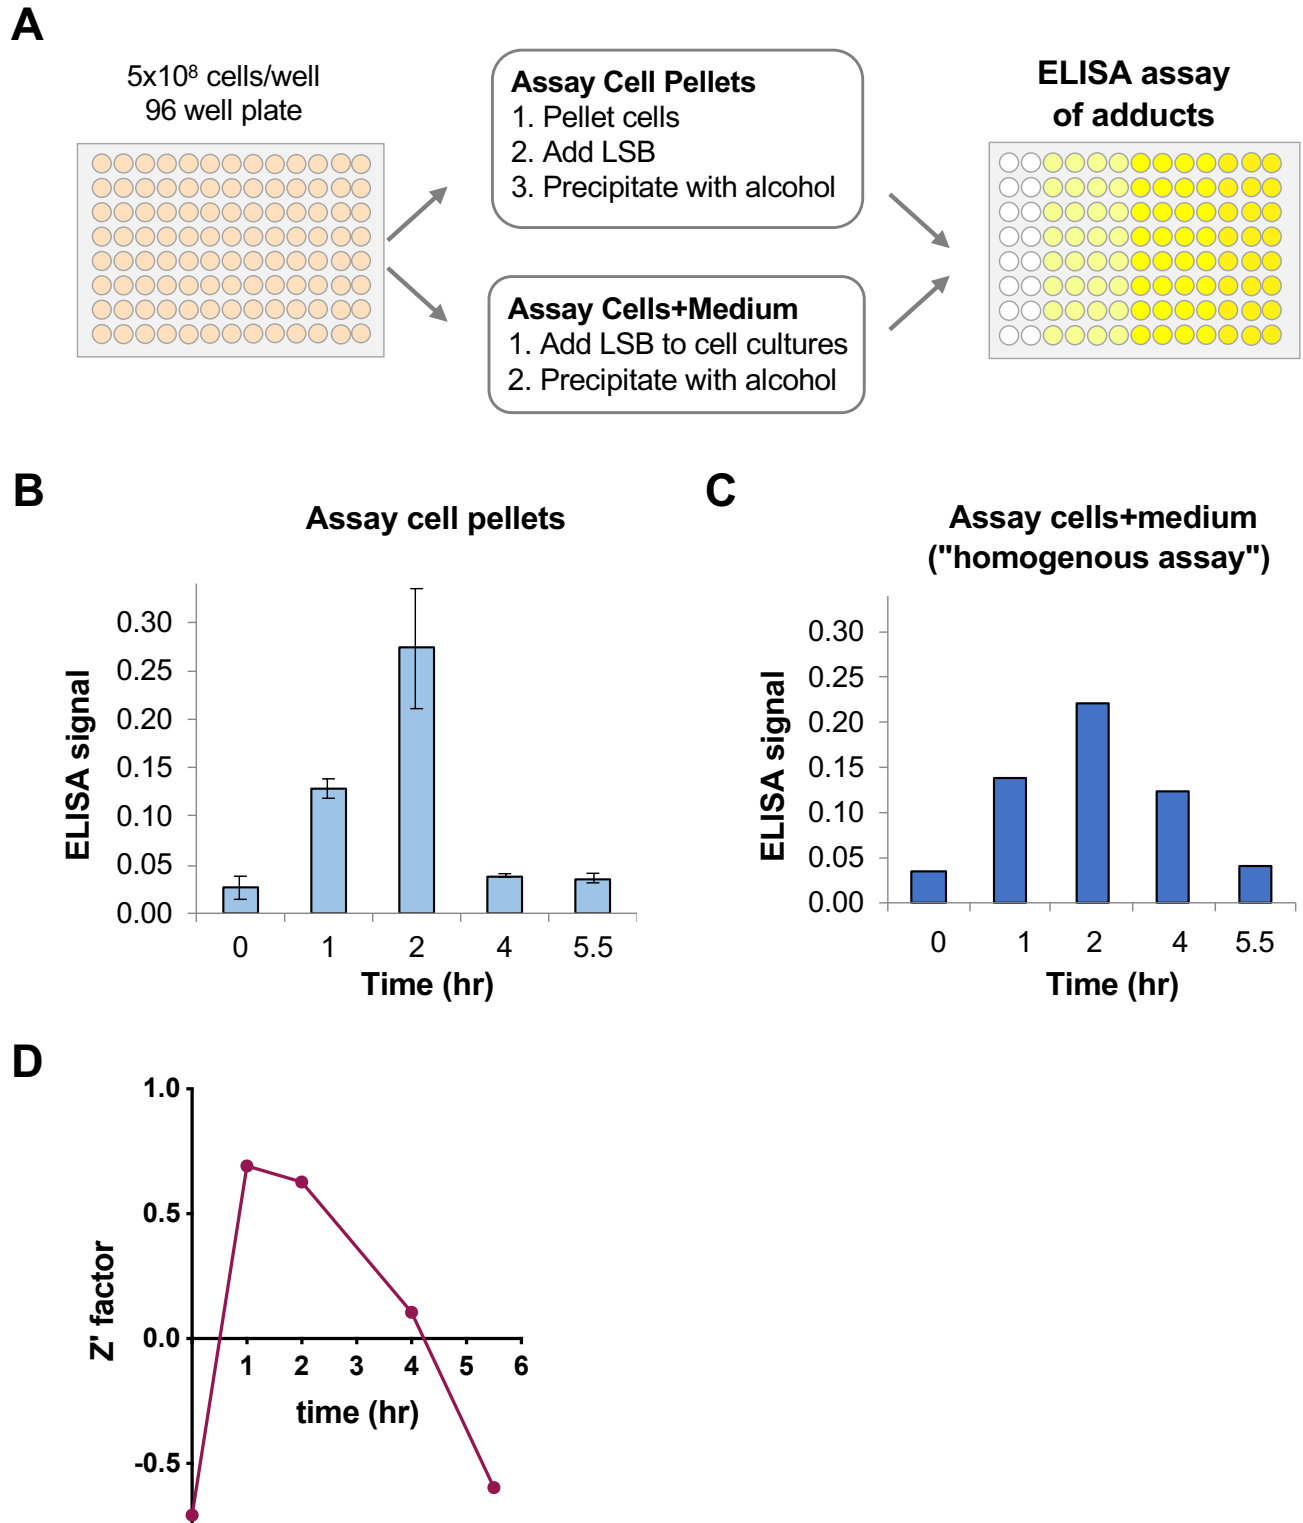 A
5x10⁸ cells/well
96 well plate
Assay Cell Pellets
1. Pellet cells
2. Add LSB
3. Precipitate with alcohol
Assay Cells+Medium
1. Add LSB to cell cultures
2. Precipitate with alcohol
ELISA assay
of adducts
B
Assay cell pellets
ELISA signal
0.30
0.25
0.20
0.15
0.10
0.05
0.00
0 1 2 4 5.5
Time (hr)
C
Assay cells+medium
("homogenous assay")
ELISA signal
0.30
0.25
0.20
0.15
0.10
0.05
0.00
0 1 2 4 5.5
Time (hr)
D
Z' factor
1.0
0.5
0.0
-0.5
1 2 3 4 5 6
time (hr)